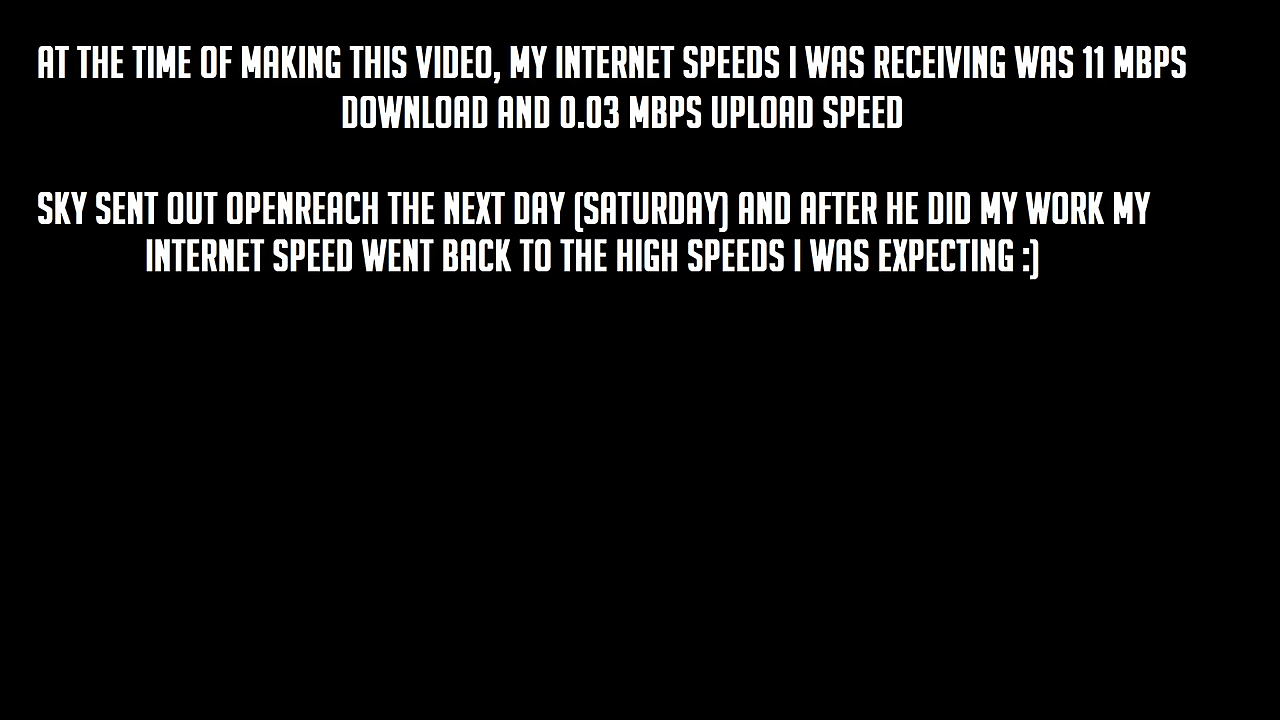 AT THE TIME OF MAKING THIS VIDEO, MY INTERNET SPEEDS I WAS RECEIVING WAS 11 MBPS
DOWNLOAD AND 0.03 MBPS UPLOAD SPEED
SKY SENT OUT OPENREACH THE NEXT DAY (SATURDAY) AND AFTER HE DID MY WORK MY
INTERNET SPEED WENT BACK TO THE HIGH SPEEDS I WAS EXPECTING :)